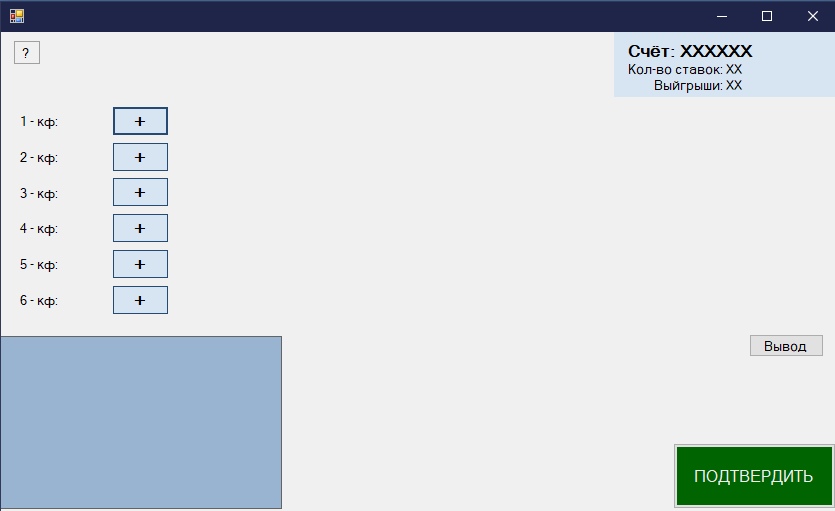 ?
Счёт: XXXXXX
Кол-во ставок: XX
Выйгрыши: XX
1 - кф: +
2 - кф: +
3 - кф: +
4 - кф: +
5 - кф: +
6 - кф: +
Вывод
ПОДТВЕРДИТЬ